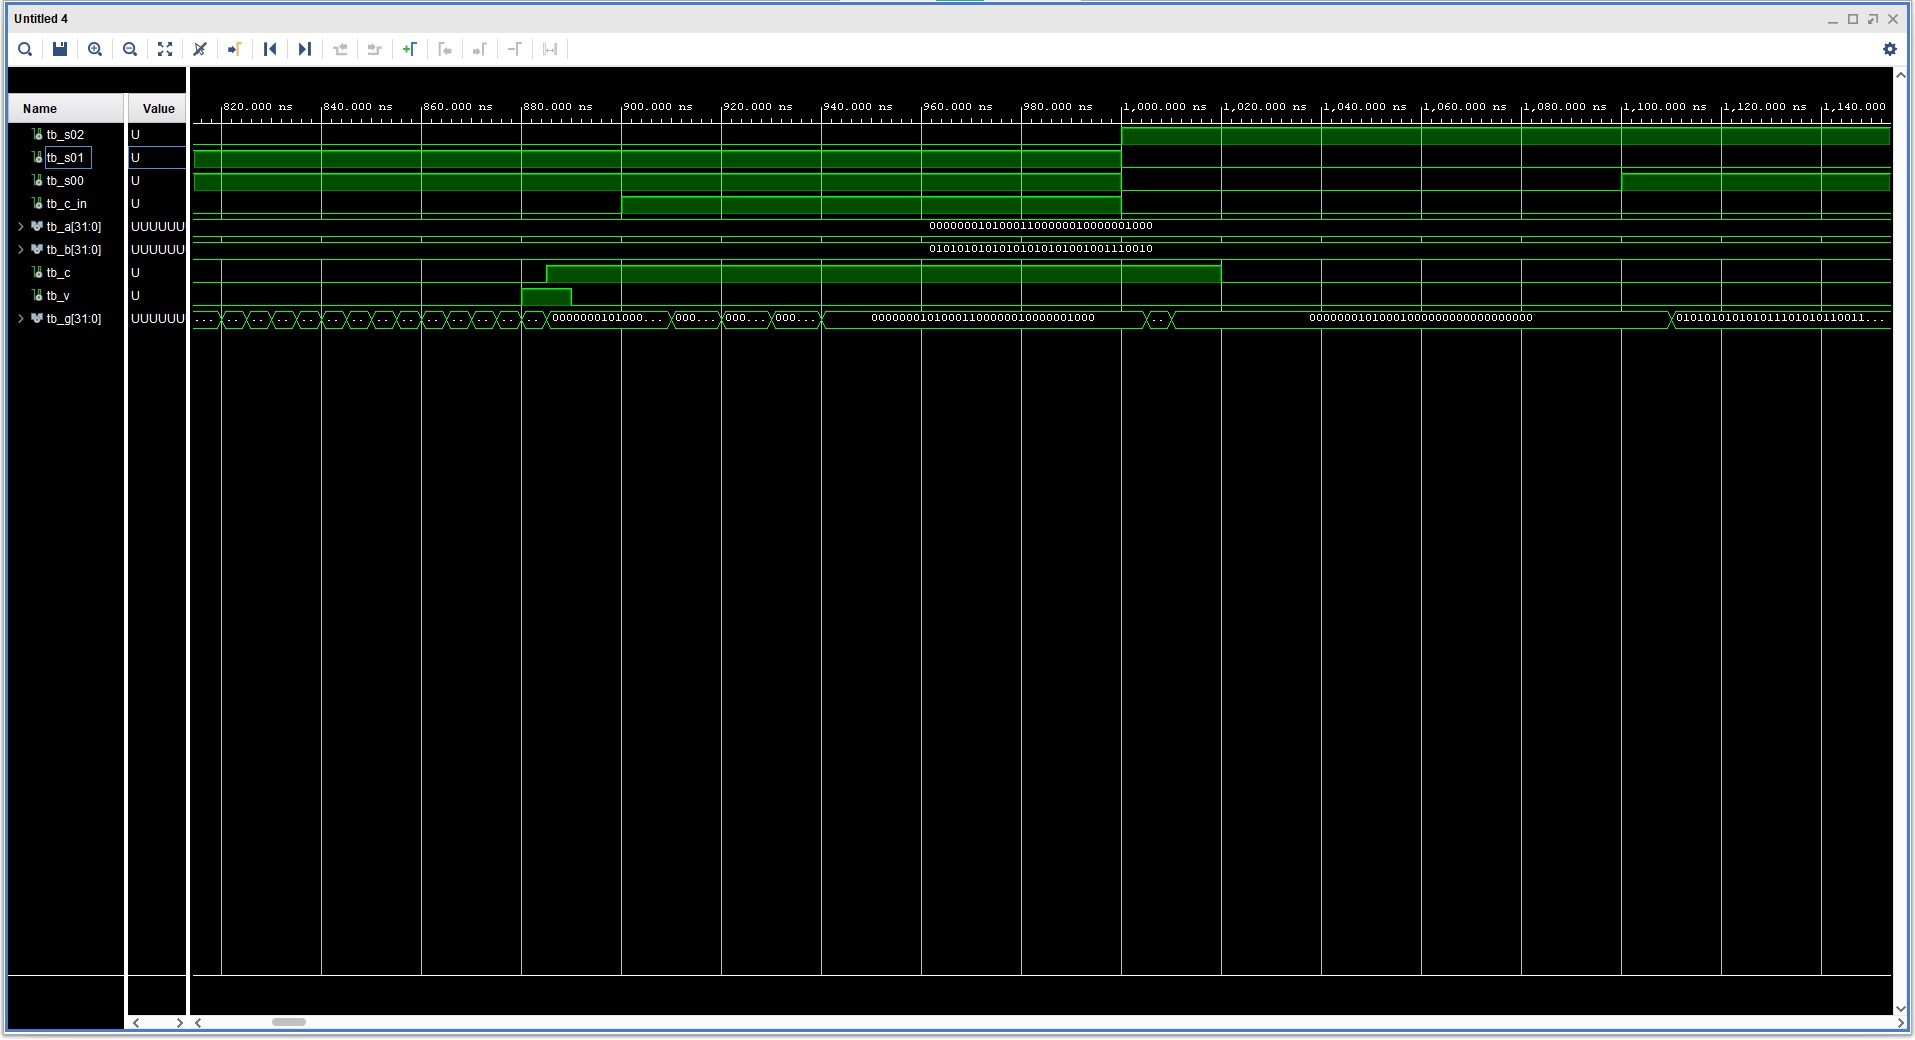 Untitled 4
Name Value
820.000 ns 840.000 ns 860.000 ns 880.000 ns 900.000 ns 920.000 ns 940.000 ns 960.000 ns 980.000 ns 1,000.000 ns 1,020.000 ns 1,040.000 ns 1,060.000 ns 1,080.000 ns 1,100.000 ns 1,120.000 ns 1,140.000
tb_s02 U
tb_s01 U
tb_s00 U
tb_c_in U
tb_a[31:0] UUUUUU 00000001010001100000010000001000
tb_b[31:0] UUUUUU 01010101010101010101001001110010
tb_c U
tb_v U
tb_g[31:0] UUUUUU ... .. .. .. .. .. .. .. .. .. .. .. .. .. 0000000101000... 000... 000... 000... 00000001010001100000010000001000 .. 00000001010001000000000000000000 010101010101011101010110011...